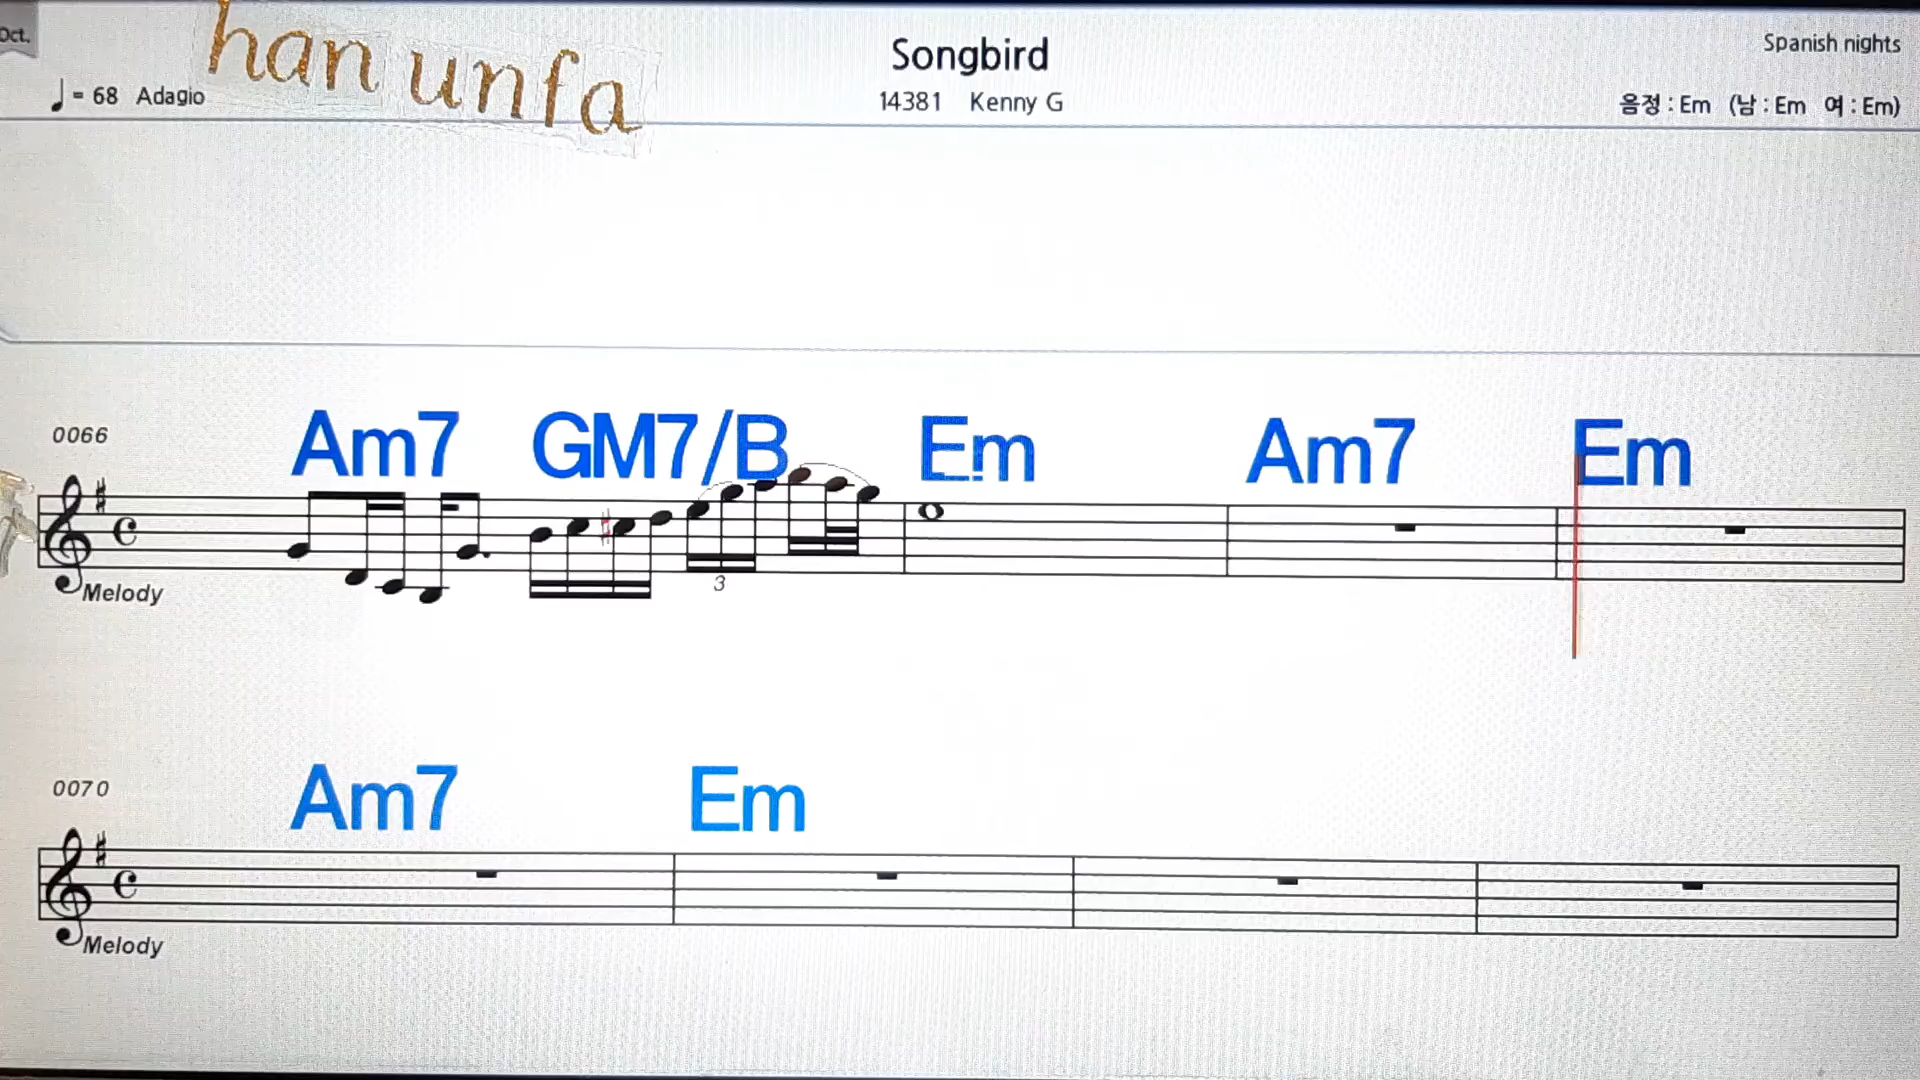 Oct.
han unfa
Songbird
Spanish nights
♩ = 68 Adagio
14381 Kenny G
음정 : Em (남 : Em 여 : Em)
0066
Am7 GM7/B Em Am7 Em
Melody
3
0070
Am7 Em
Melody